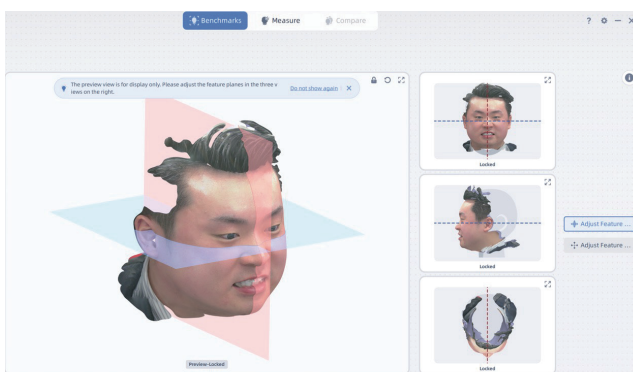 Benchmarks
Measure
Compare
?
The preview view is for display only. Please adjust the feature planes in the three v
iews on the right.
Do not show again
Locked
Locked
Adjust Feature ...
Adjust Feature ...
Preview-Locked
Locked